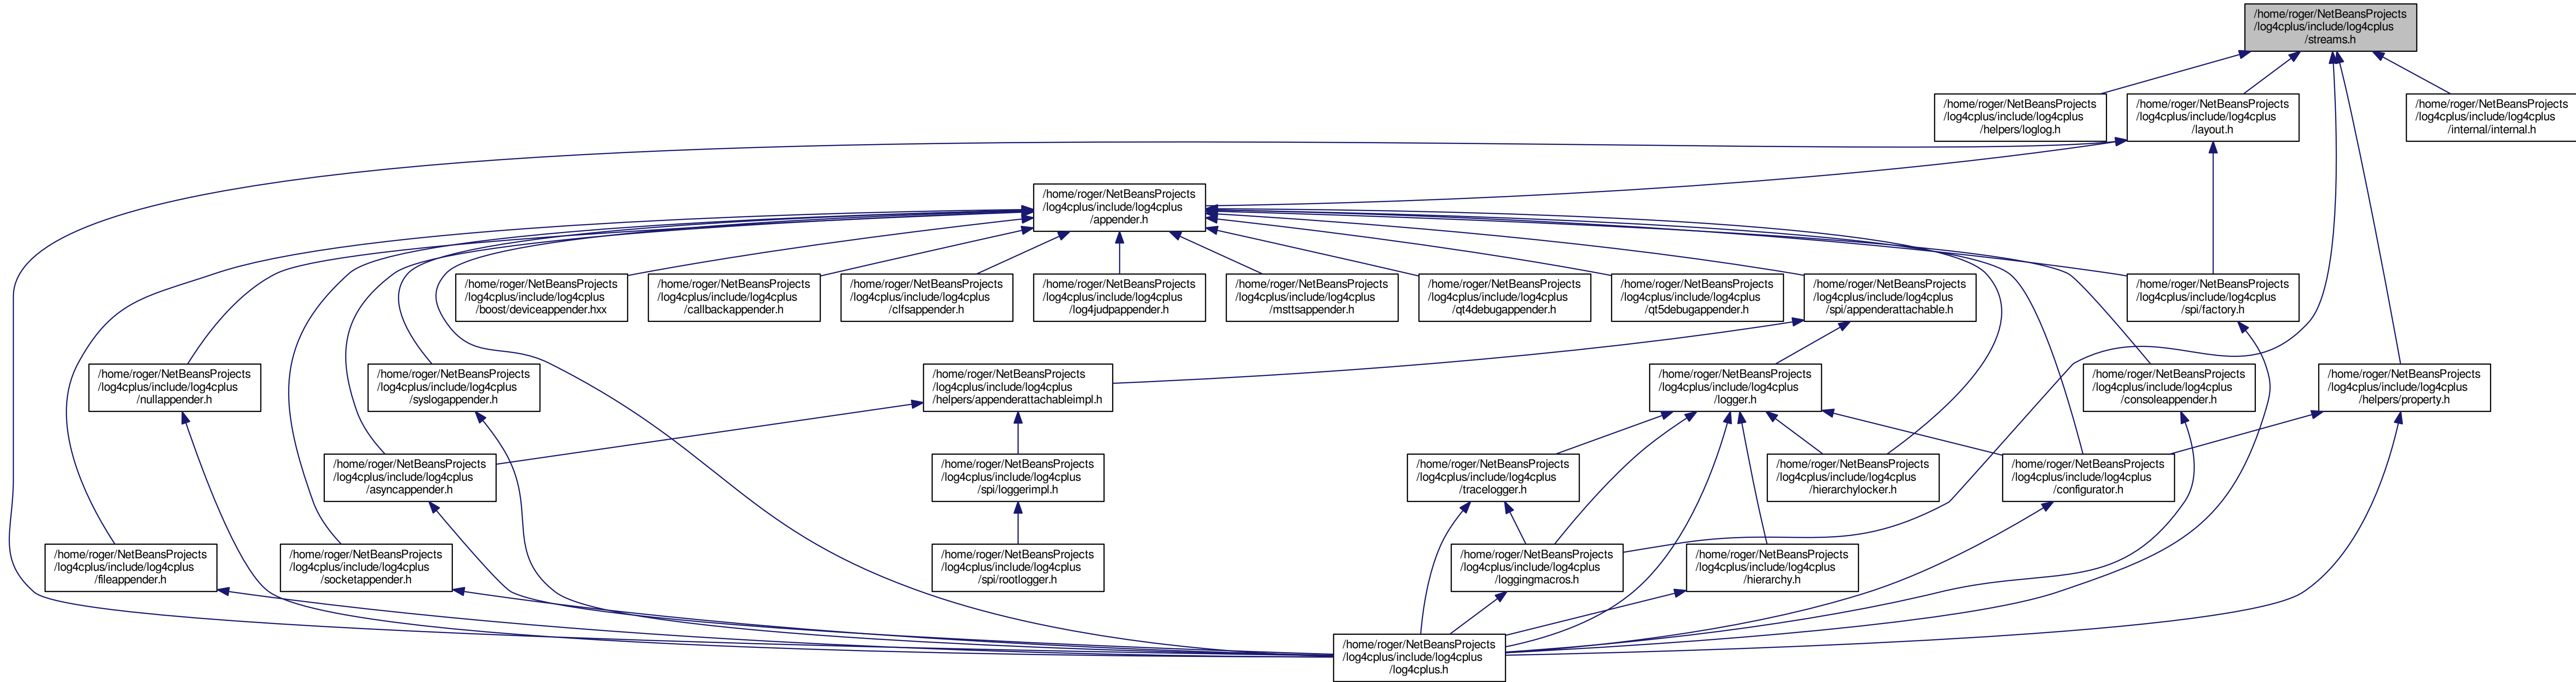 /home/roger/NetBeansProjects
/log4cplus/include/log4cplus
/streams.h
/home/roger/NetBeansProjects
/log4cplus/include/log4cplus
/helpers/loglog.h
/home/roger/NetBeansProjects
/log4cplus/include/log4cplus
/layout.h
/home/roger/NetBeansProjects
/log4cplus/include/log4cplus
/internal/internal.h
/home/roger/NetBeansProjects
/log4cplus/include/log4cplus
/appender.h
/home/roger/NetBeansProjects
/log4cplus/include/log4cplus
/boost/deviceappender.hxx
/home/roger/NetBeansProjects
/log4cplus/include/log4cplus
/callbackappender.h
/home/roger/NetBeansProjects
/log4cplus/include/log4cplus
/clfsappender.h
/home/roger/NetBeansProjects
/log4cplus/include/log4cplus
/log4judpappender.h
/home/roger/NetBeansProjects
/log4cplus/include/log4cplus
/msttsappender.h
/home/roger/NetBeansProjects
/log4cplus/include/log4cplus
/qt4debugappender.h
/home/roger/NetBeansProjects
/log4cplus/include/log4cplus
/qt5debugappender.h
/home/roger/NetBeansProjects
/log4cplus/include/log4cplus
/spi/appenderattachable.h
/home/roger/NetBeansProjects
/log4cplus/include/log4cplus
/spi/factory.h
/home/roger/NetBeansProjects
/log4cplus/include/log4cplus
/nullappender.h
/home/roger/NetBeansProjects
/log4cplus/include/log4cplus
/syslogappender.h
/home/roger/NetBeansProjects
/log4cplus/include/log4cplus
/helpers/appenderattachableimpl.h
/home/roger/NetBeansProjects
/log4cplus/include/log4cplus
/logger.h
/home/roger/NetBeansProjects
/log4cplus/include/log4cplus
/consoleappender.h
/home/roger/NetBeansProjects
/log4cplus/include/log4cplus
/helpers/property.h
/home/roger/NetBeansProjects
/log4cplus/include/log4cplus
/asyncappender.h
/home/roger/NetBeansProjects
/log4cplus/include/log4cplus
/spi/loggerimpl.h
/home/roger/NetBeansProjects
/log4cplus/include/log4cplus
/tracelogger.h
/home/roger/NetBeansProjects
/log4cplus/include/log4cplus
/hierarchylocker.h
/home/roger/NetBeansProjects
/log4cplus/include/log4cplus
/configurator.h
/home/roger/NetBeansProjects
/log4cplus/include/log4cplus
/fileappender.h
/home/roger/NetBeansProjects
/log4cplus/include/log4cplus
/socketappender.h
/home/roger/NetBeansProjects
/log4cplus/include/log4cplus
/spi/rootlogger.h
/home/roger/NetBeansProjects
/log4cplus/include/log4cplus
/loggingmacros.h
/home/roger/NetBeansProjects
/log4cplus/include/log4cplus
/hierarchy.h
/home/roger/NetBeansProjects
/log4cplus/include/log4cplus
/log4cplus.h